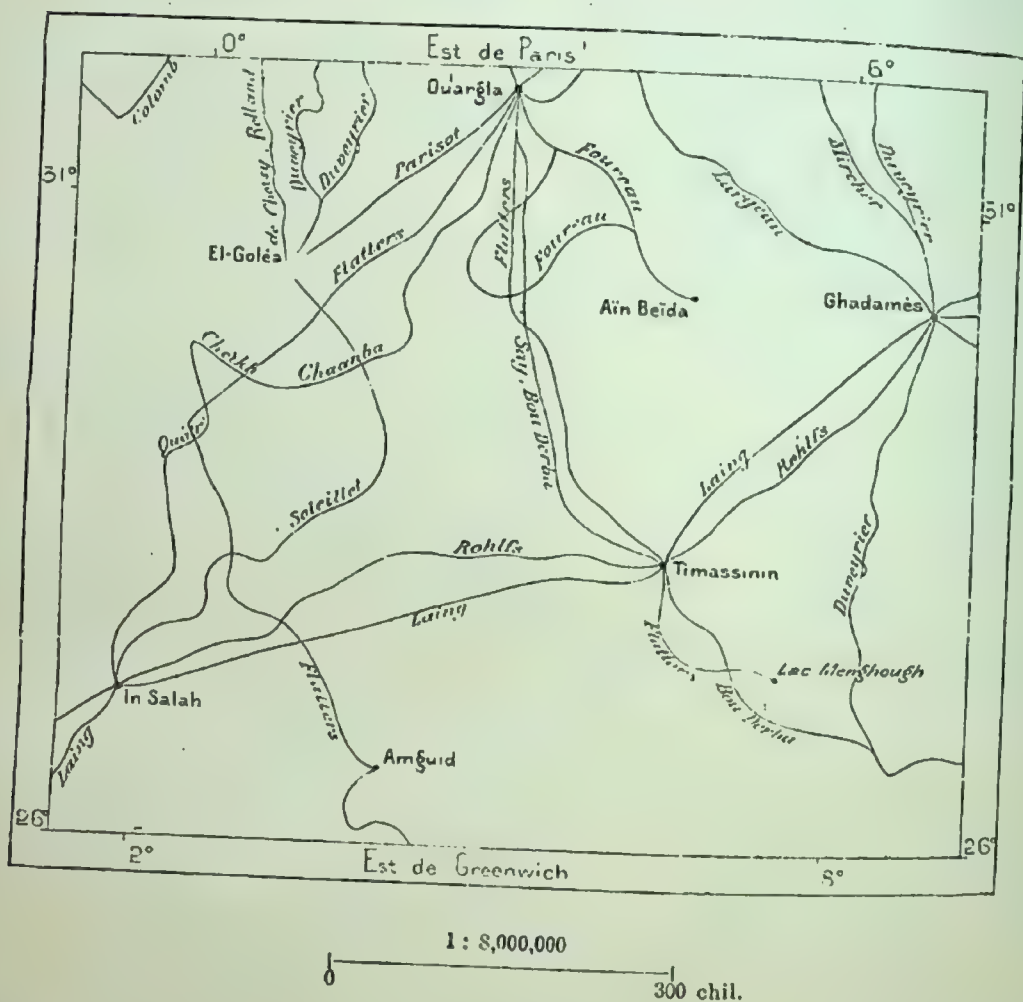 0° Est de Paris 6°
Ouargla
Colomb
de Choisy, Rolland
Duveyrier
Duveyrier
Parisot
Foureau
Largeau
Mircher
Duveyrier
31°
31°
El-Goléa
Flatters
Flatters
Foureau
Aïn Beïda
Ghadamès
Cheikh
Chaanba
Say, Bou Derba
Laing
Rohlfs
Soleillet
Rohlfs
Timassinin
Duveyrier
Laing
Flatters
Lac Menghough
Flatters
Bou Derba
In Salah
Laing
Amguid
26°
26°
2° Est de Greenwich 8°
1 : 8,000,000
0 300 chil.